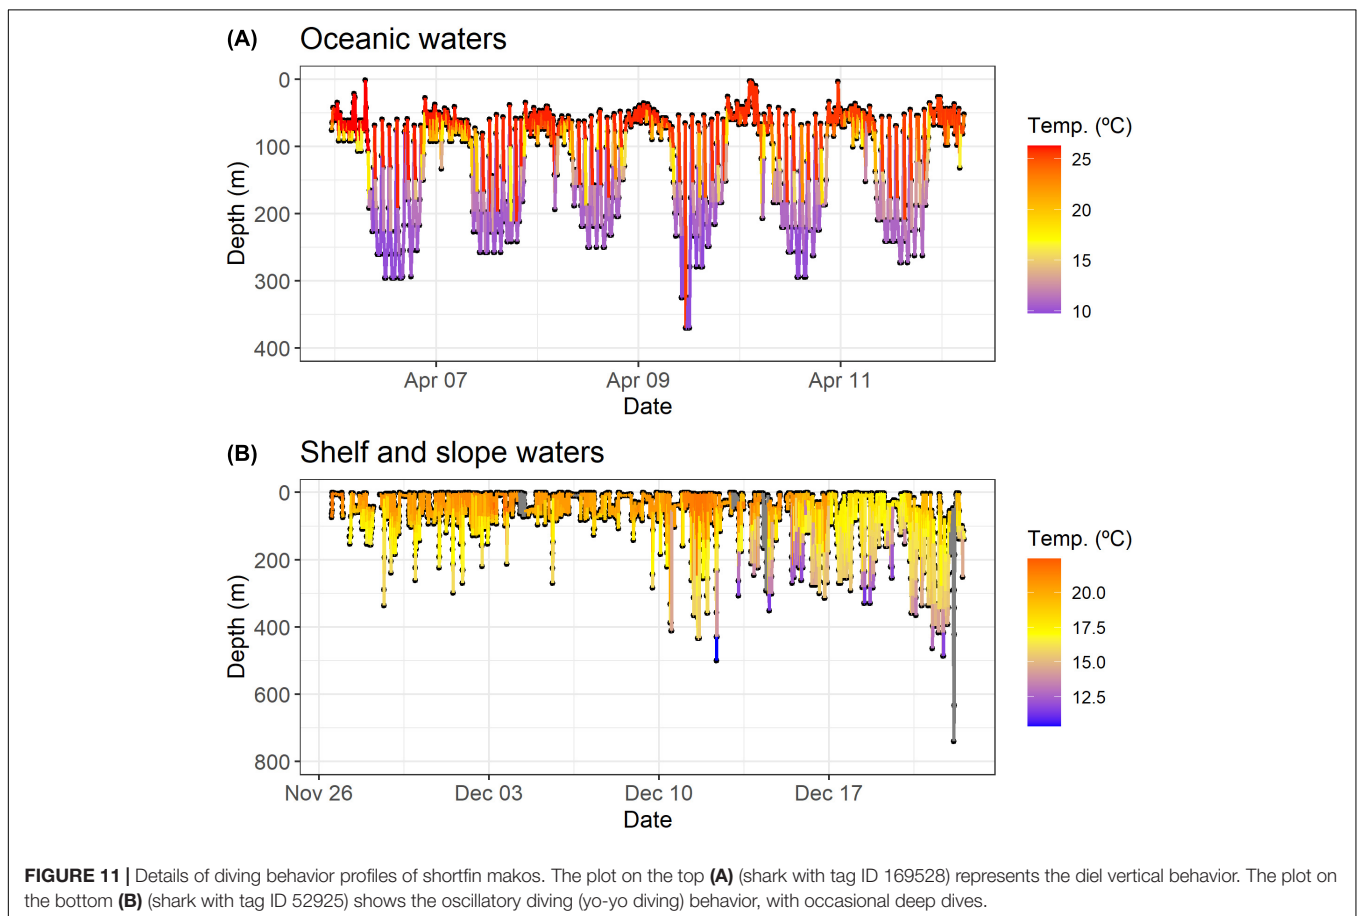 (A) Oceanic waters
0
100
200
300
400
Depth (m)
Apr 07 Apr 09 Apr 11
Date
Temp. (ºC)
25
20
15
10
(B) Shelf and slope waters
0
200
400
600
800
Depth (m)
Nov 26 Dec 03 Dec 10 Dec 17
Date
Temp. (ºC)
20.0
17.5
15.0
12.5
FIGURE 11 | Details of diving behavior profiles of shortfin makos. The plot on the top (A) (shark with tag ID 169528) represents the diel vertical behavior. The plot on
the bottom (B) (shark with tag ID 52925) shows the oscillatory diving (yo-yo diving) behavior, with occasional deep dives.